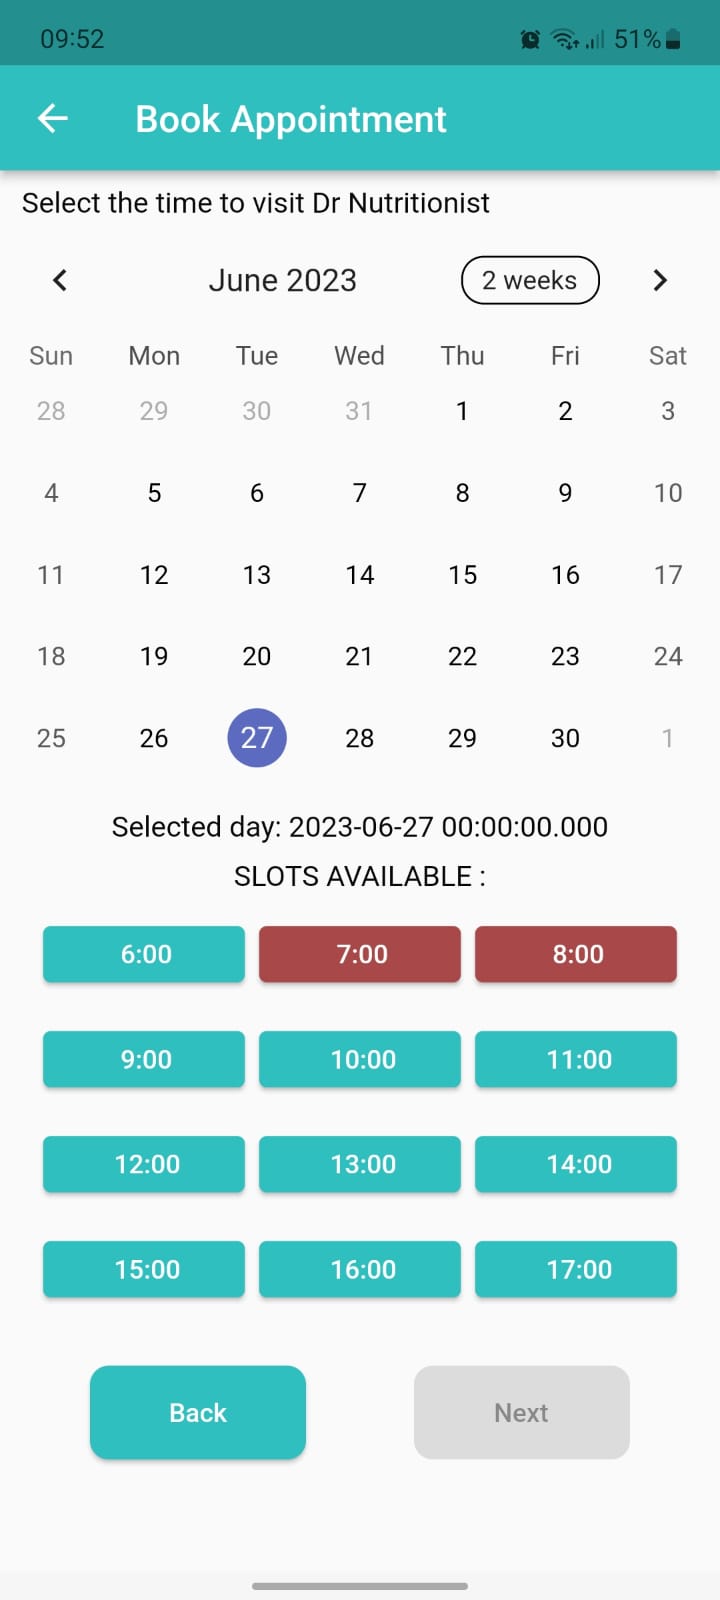 09:52 51%
Book Appointment
Select the time to visit Dr Nutritionist
June 2023 2 weeks
Sun Mon Tue Wed Thu Fri Sat
28 29 30 31 1 2 3
4 5 6 7 8 9 10
11 12 13 14 15 16 17
18 19 20 21 22 23 24
25 26 27 28 29 30 1
Selected day: 2023-06-27 00:00:00.000
SLOTS AVAILABLE :
6:00 7:00 8:00
9:00 10:00 11:00
12:00 13:00 14:00
15:00 16:00 17:00
Back Next